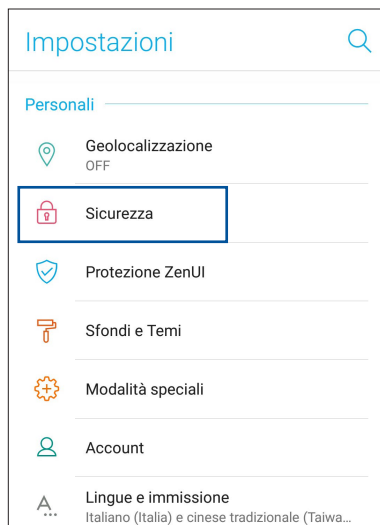 Impostazioni
Personali
Geolocalizzazione
OFF
Sicurezza
Protezione ZenUI
Sfondi e Temi
Modalità speciali
Account
Lingue e immissione
Italiano (Italia) e cinese tradizionale (Taiwa...